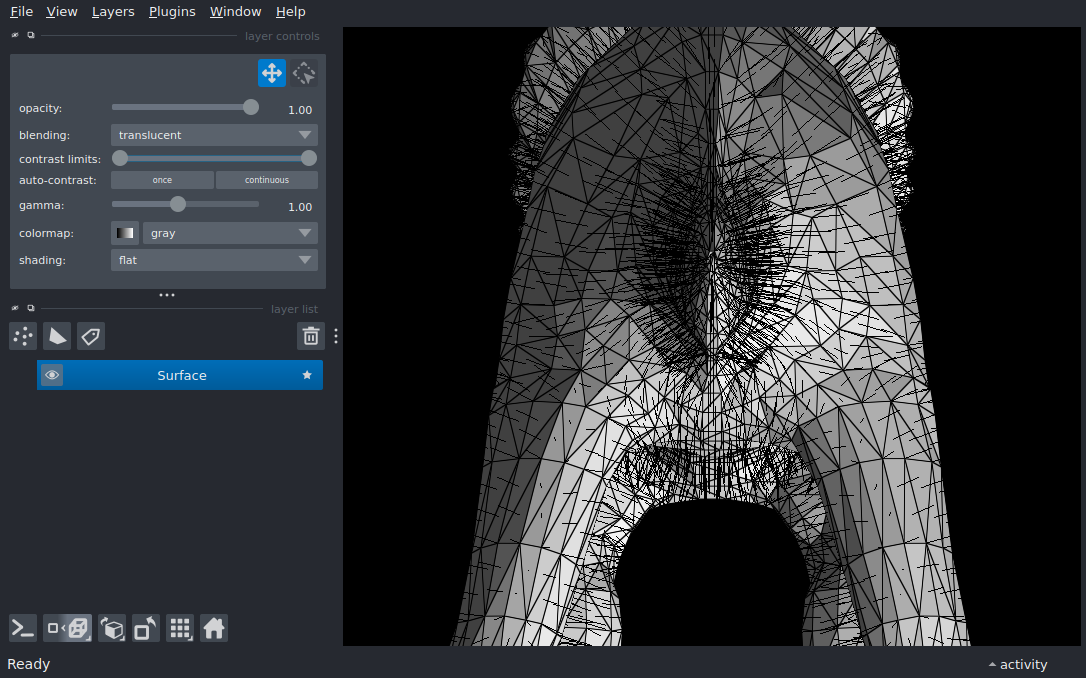 File View Layers Plugins Window Help
layer controls
opacity: 1.00
blending: translucent
contrast limits:
auto-contrast: once continuous
gamma: 1.00
colormap: gray
shading: flat
layer list
Surface
Ready activity